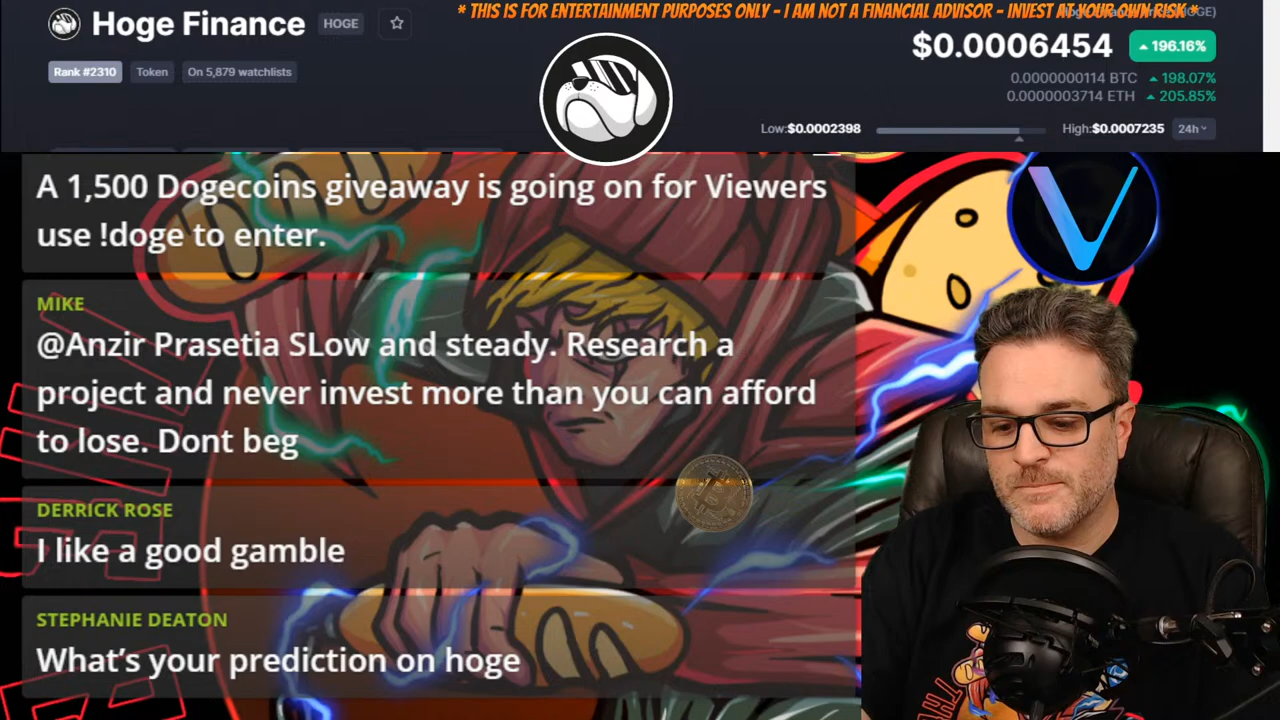 * THIS IS FOR ENTERTAINMENT PURPOSES ONLY - I AM NOT A FINANCIAL ADVISOR - INVEST AT YOUR OWN RISK *
Hoge Finance HOGE
$0.0006454 196.16%
Rank #2310 Token On 5,879 watchlists
0.0000000114 BTC 198.07%
0.0000003714 ETH 205.85%
Low:$0.0002398 High:$0.0007235 24h
A 1,500 Dogecoins giveaway is going on for Viewers
use !doge to enter.
MIKE
@Anzir Prasetia SLow and steady. Research a
project and never invest more than you can afford
to lose. Dont beg
DERRICK ROSE
I like a good gamble
STEPHANIE DEATON
What's your prediction on hoge